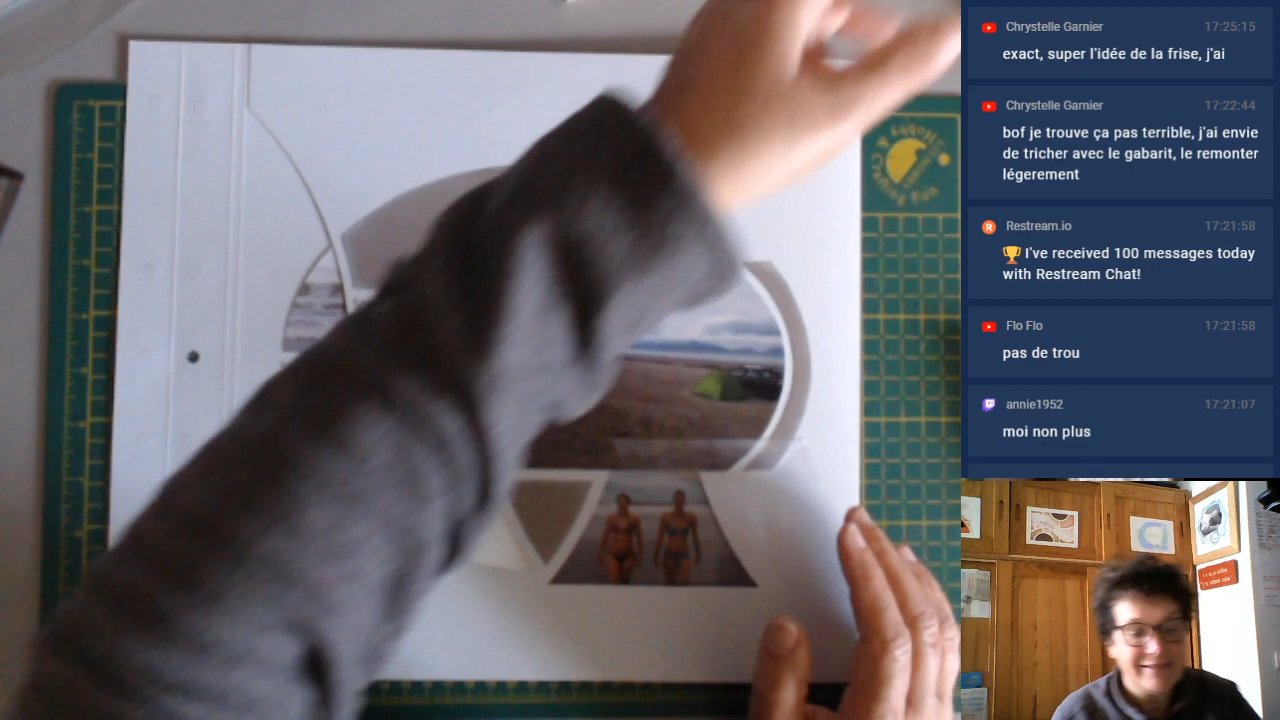 Chrystelle Garnier 17:25:15
exact, super l'idée de la frise, j'ai
Chrystelle Garnier 17:22:44
bof je trouve ça pas terrible, j'ai envie
de tricher avec le gabarit, le remonter
légerement
Restream.io 17:21:58
🏆 I've received 100 messages today
with Restream Chat!
Flo Flo 17:21:58
pas de trou
annie1952 17:21:07
moi non plus
Hobby
& Crafting Fun